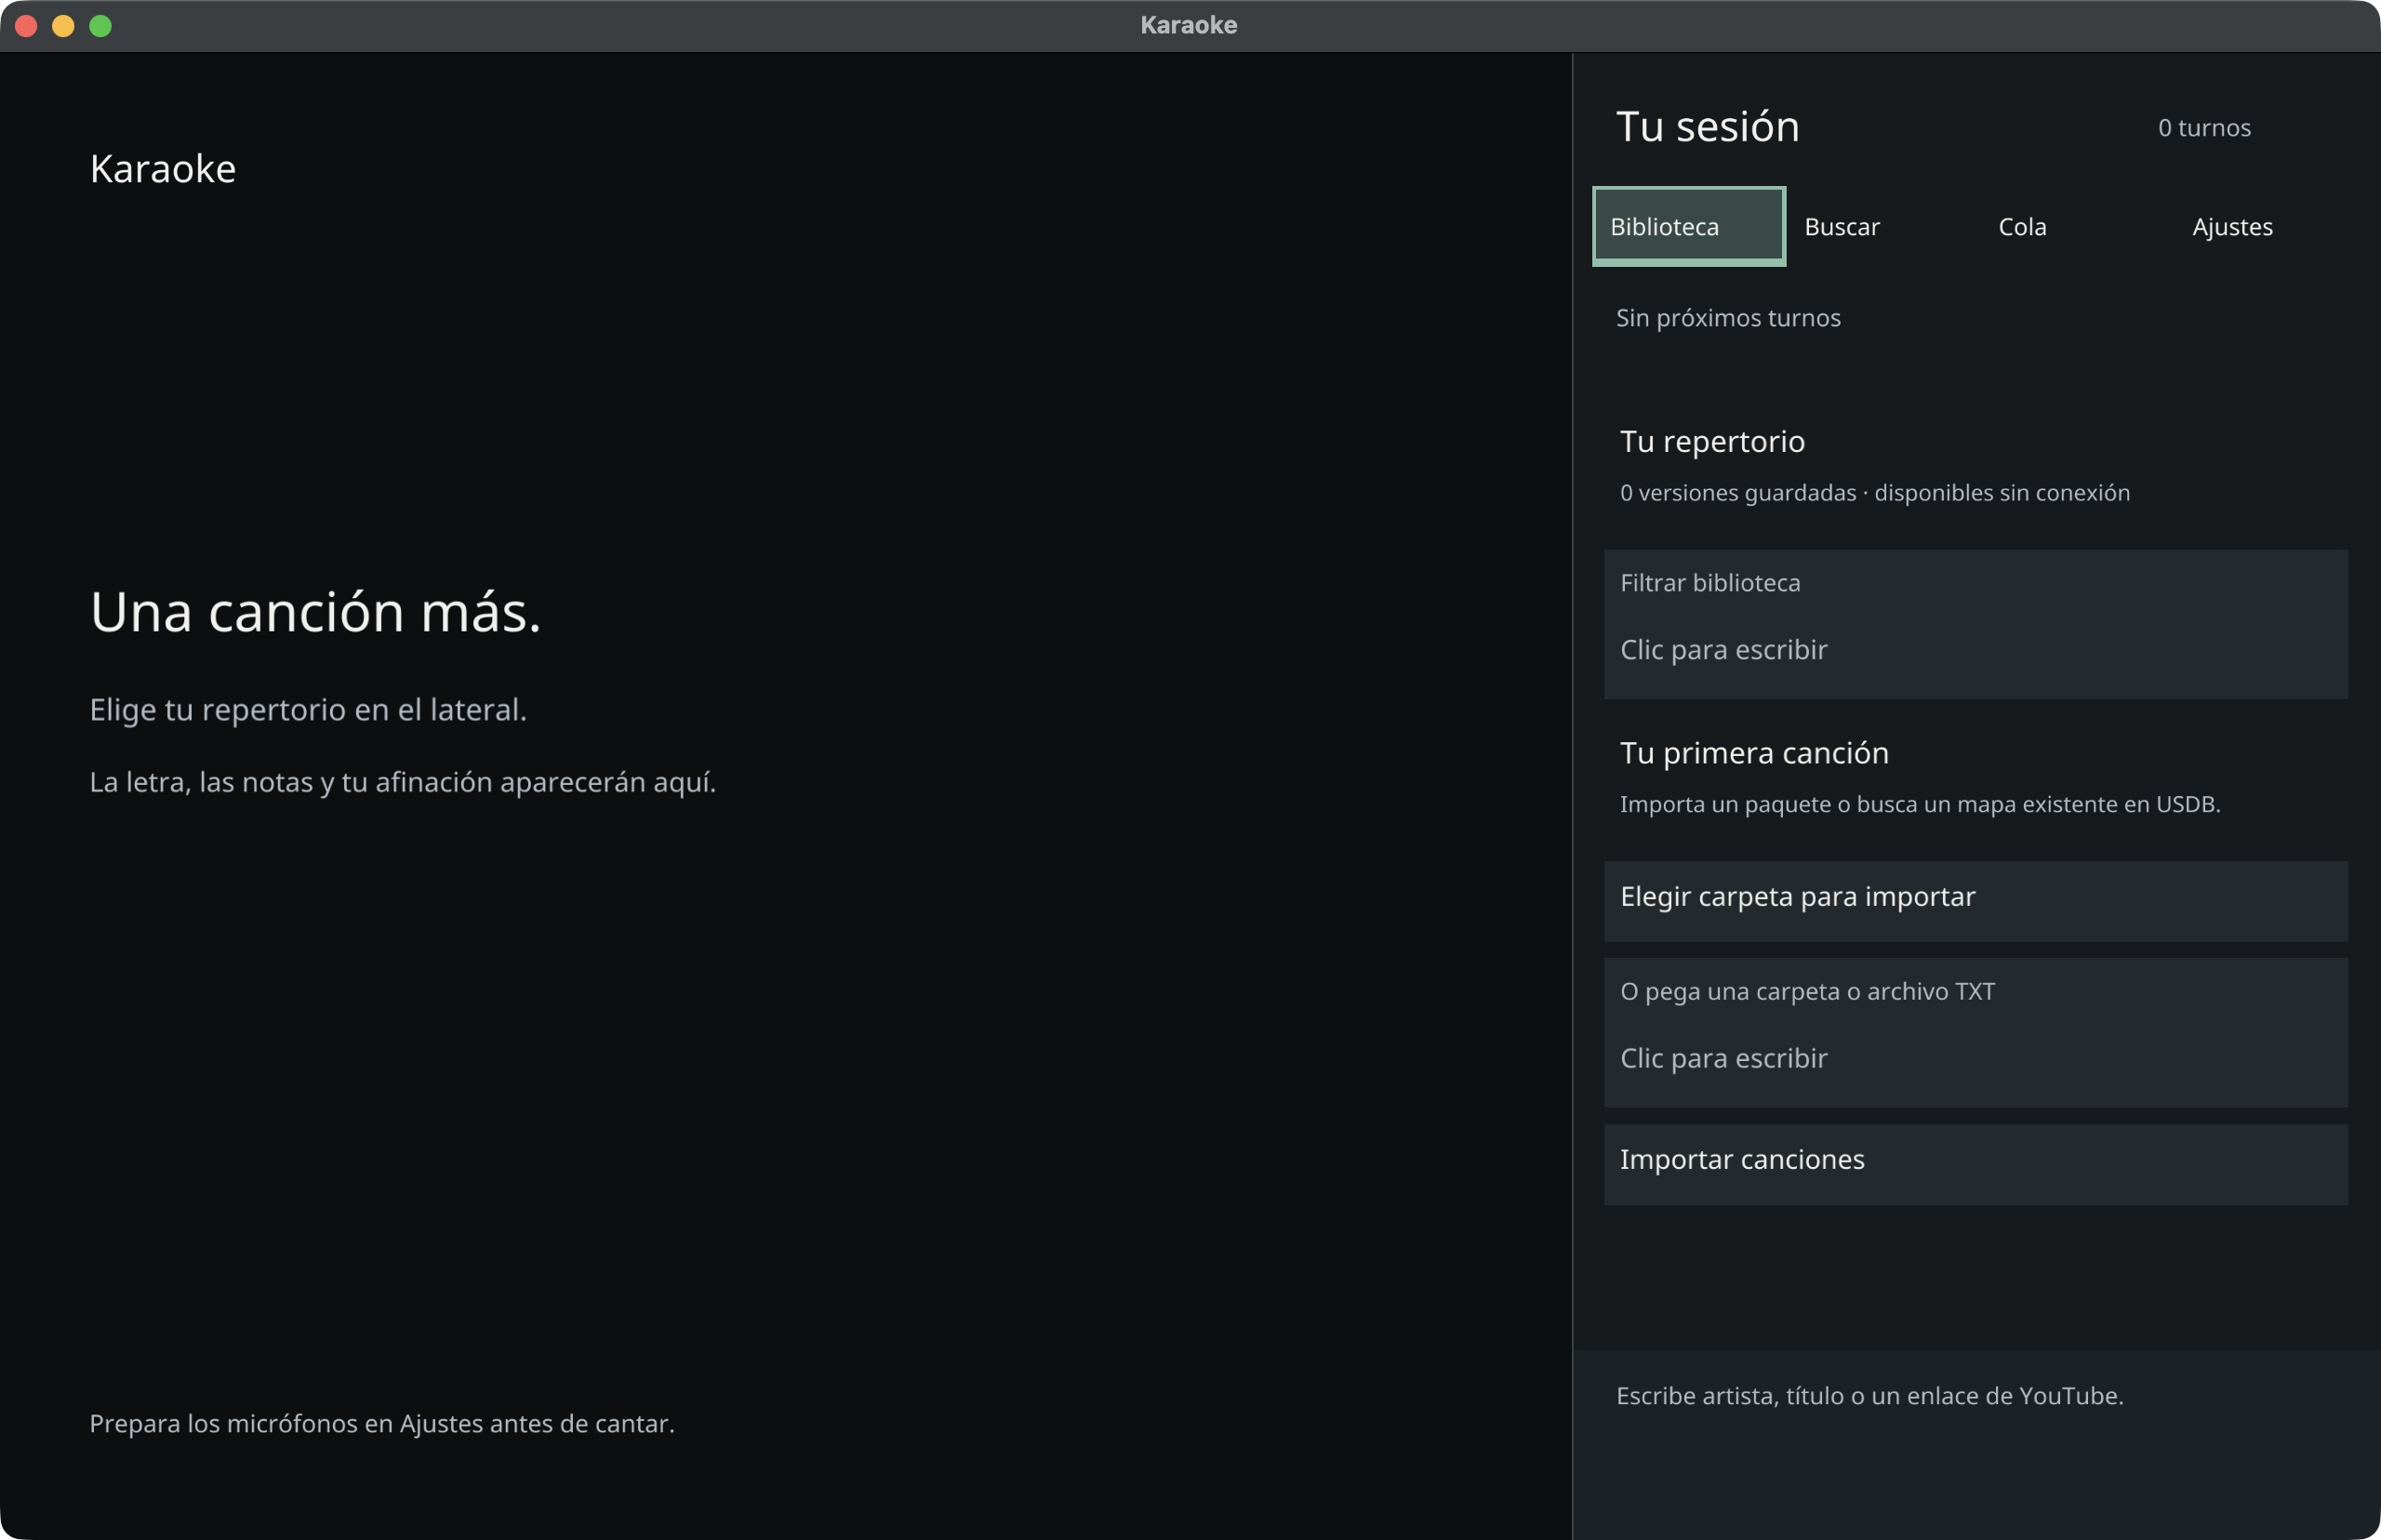 Karaoke
Karaoke
Una canción más.
Elige tu repertorio en el lateral.
La letra, las notas y tu afinación aparecerán aquí.
Prepara los micrófonos en Ajustes antes de cantar.
Tu sesión
0 turnos
Biblioteca
Buscar
Cola
Ajustes
Sin próximos turnos
Tu repertorio
0 versiones guardadas · disponibles sin conexión
Filtrar biblioteca
Clic para escribir
Tu primera canción
Importa un paquete o busca un mapa existente en USDB.
Elegir carpeta para importar
O pega una carpeta o archivo TXT
Clic para escribir
Importar canciones
Escribe artista, título o un enlace de YouTube.